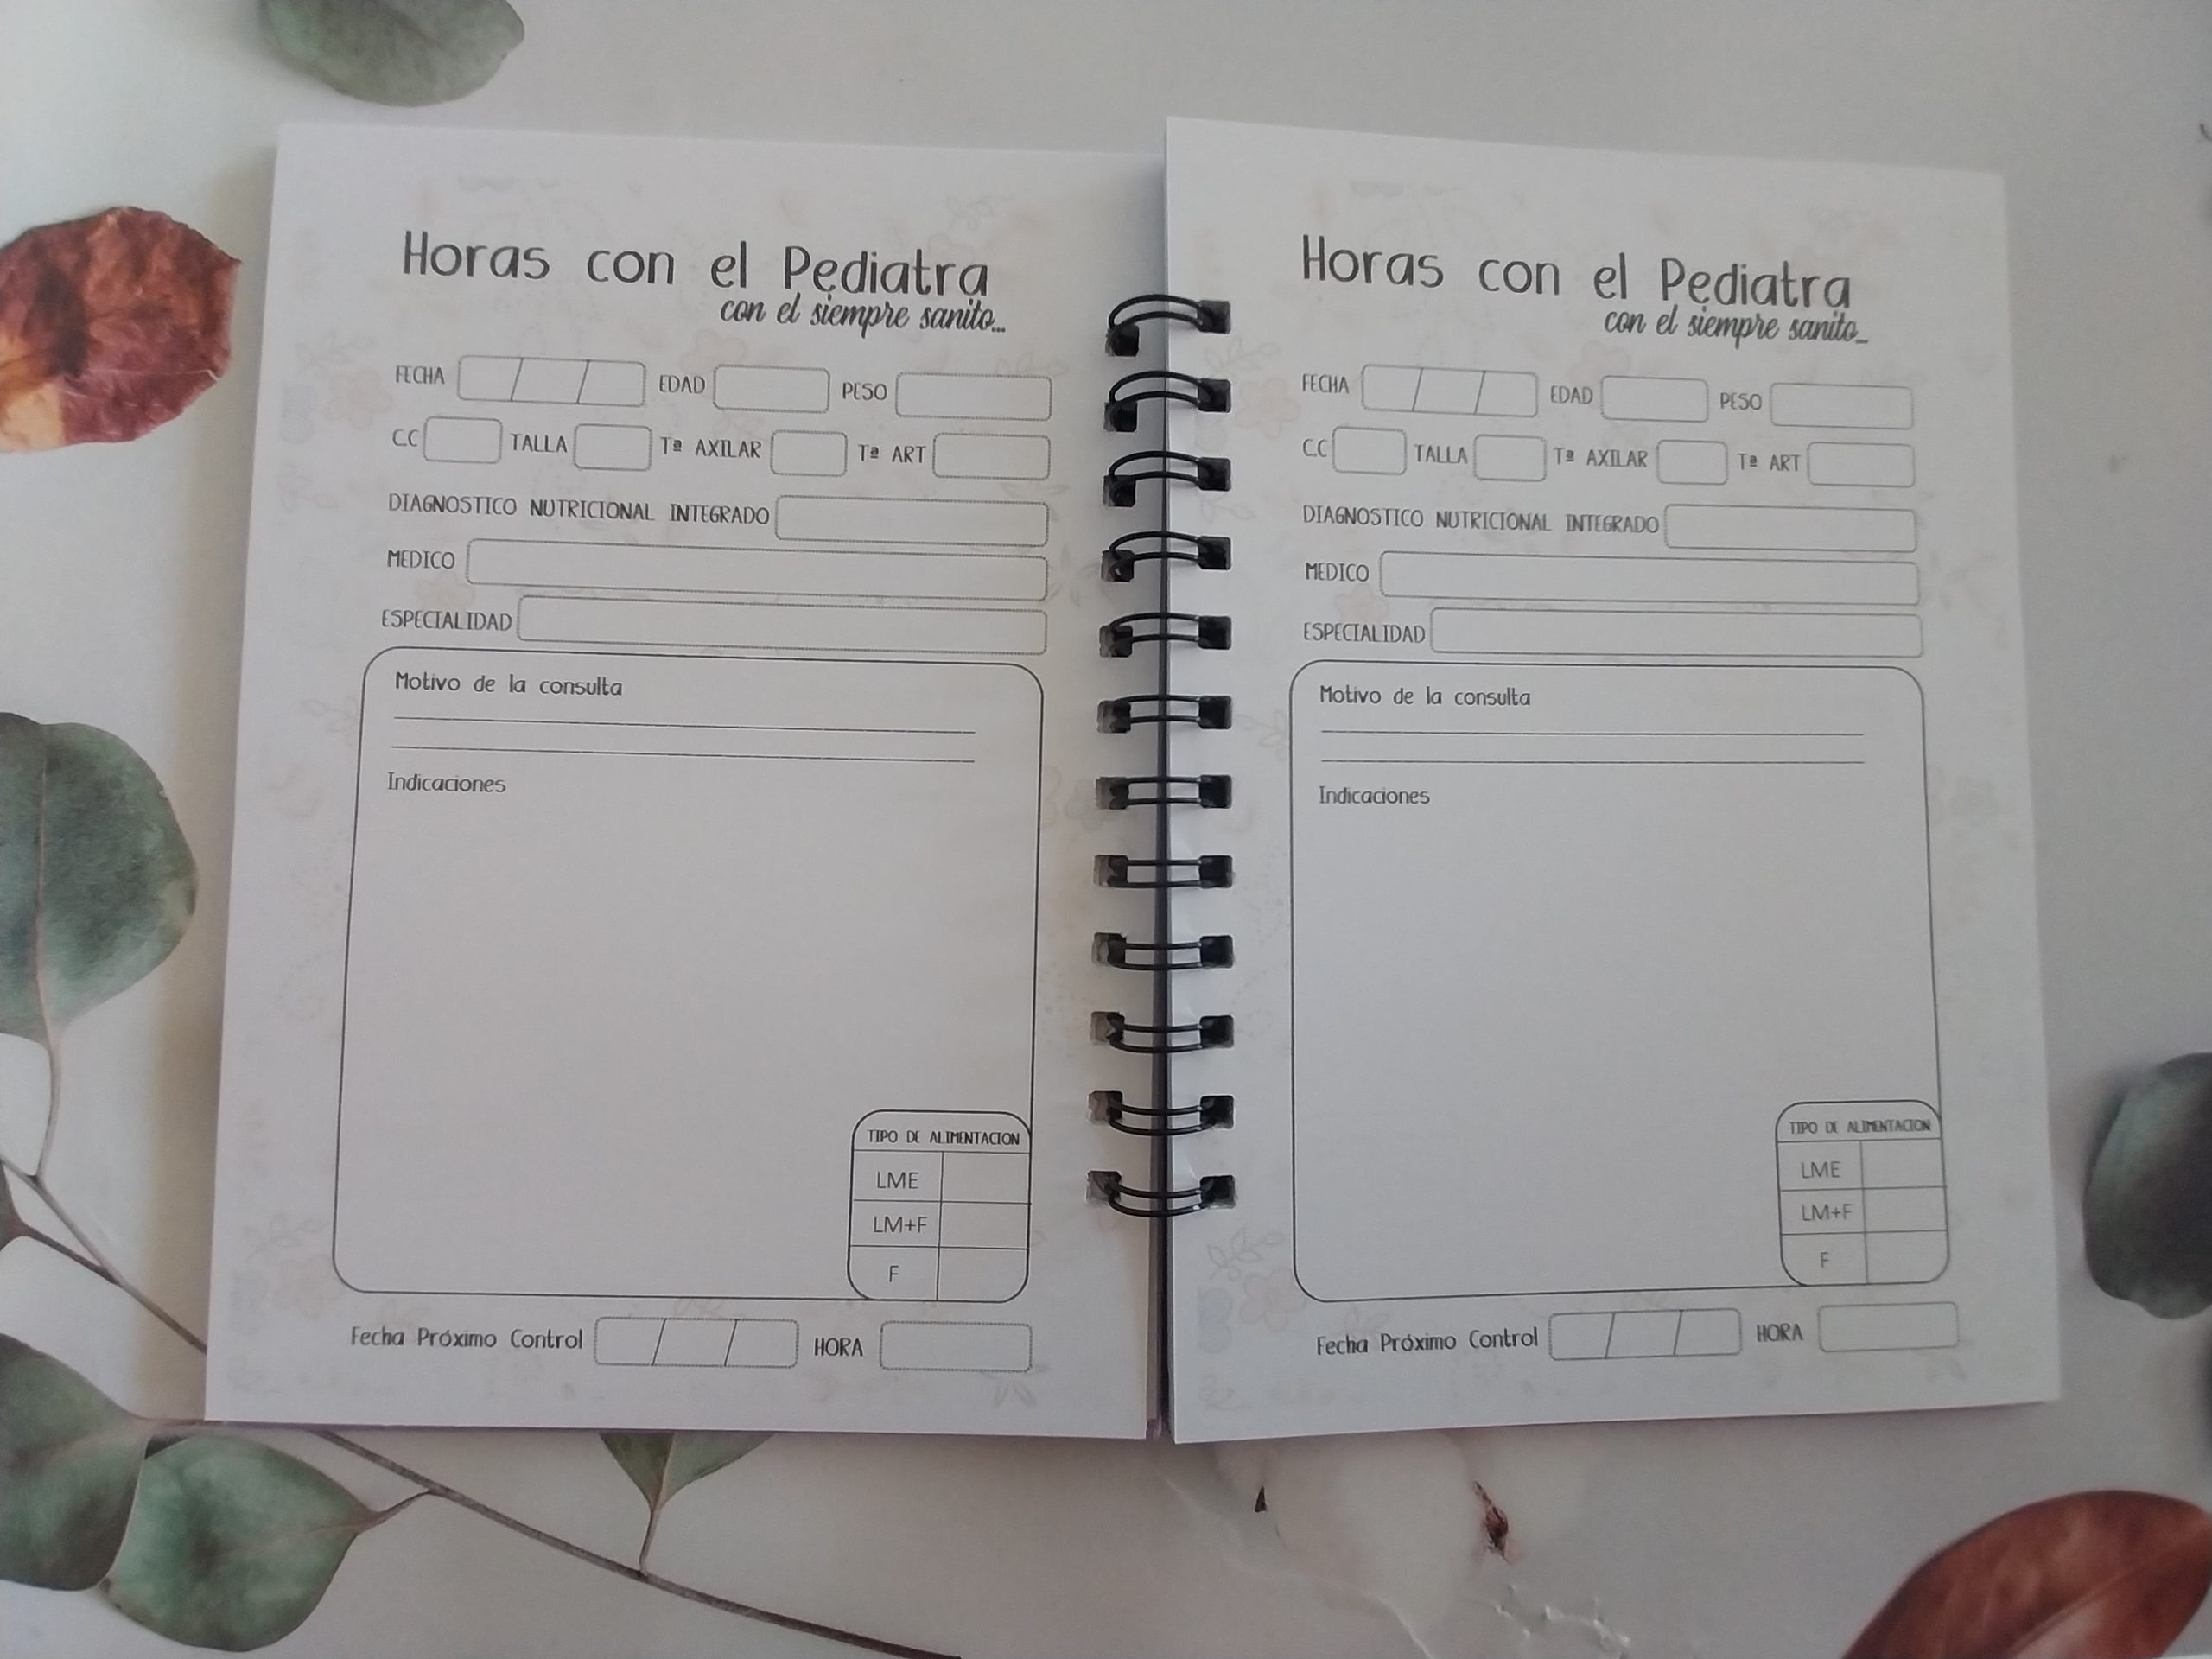 Horas con el Pediatra
con el siempre sanito...
FECHA EDAD PESO
C.C TALLA Tª AXILAR Tª ART
DIAGNOSTICO NUTRICIONAL INTEGRADO
MEDICO
ESPECIALIDAD
Motivo de la consulta
Indicaciones
TIPO DE ALIMENTACION
LME
LM+F
F
Fecha Próximo Control HORA
Horas con el Pediatra
con el siempre sanito...
FECHA EDAD PESO
C.C TALLA Tª AXILAR Tª ART
DIAGNOSTICO NUTRICIONAL INTEGRADO
MEDICO
ESPECIALIDAD
Motivo de la consulta
Indicaciones
TIPO DE ALIMENTACION
LME
LM+F
F
Fecha Próximo Control HORA